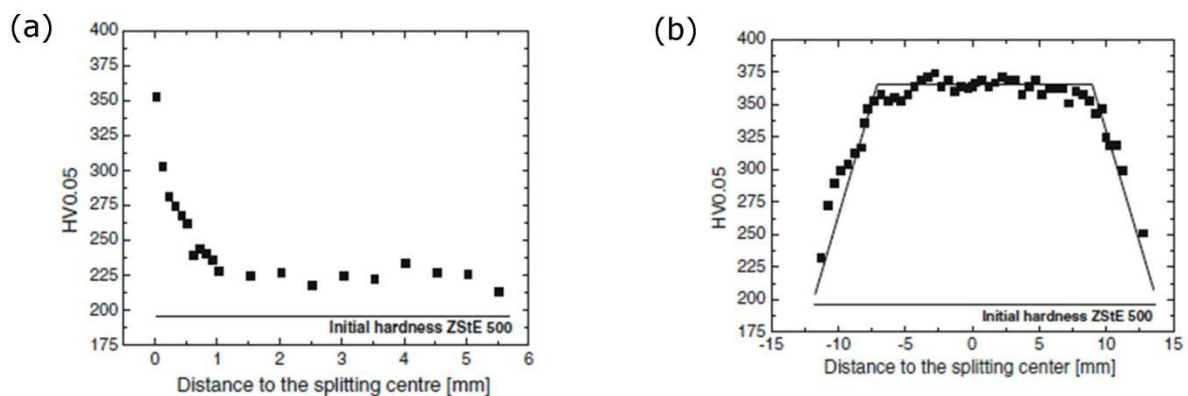 (a)
400
375
350
325
300
275
250
225
200
175
HV0.05
Initial hardness ZStE 500
0 1 2 3 4 5 6
Distance to the splitting centre [mm]
(b)
400
375
350
325
300
275
250
225
200
175
HV0.05
Initial hardness ZStE 500
-15 -10 -5 0 5 10 15
Distance to the splitting center [mm]